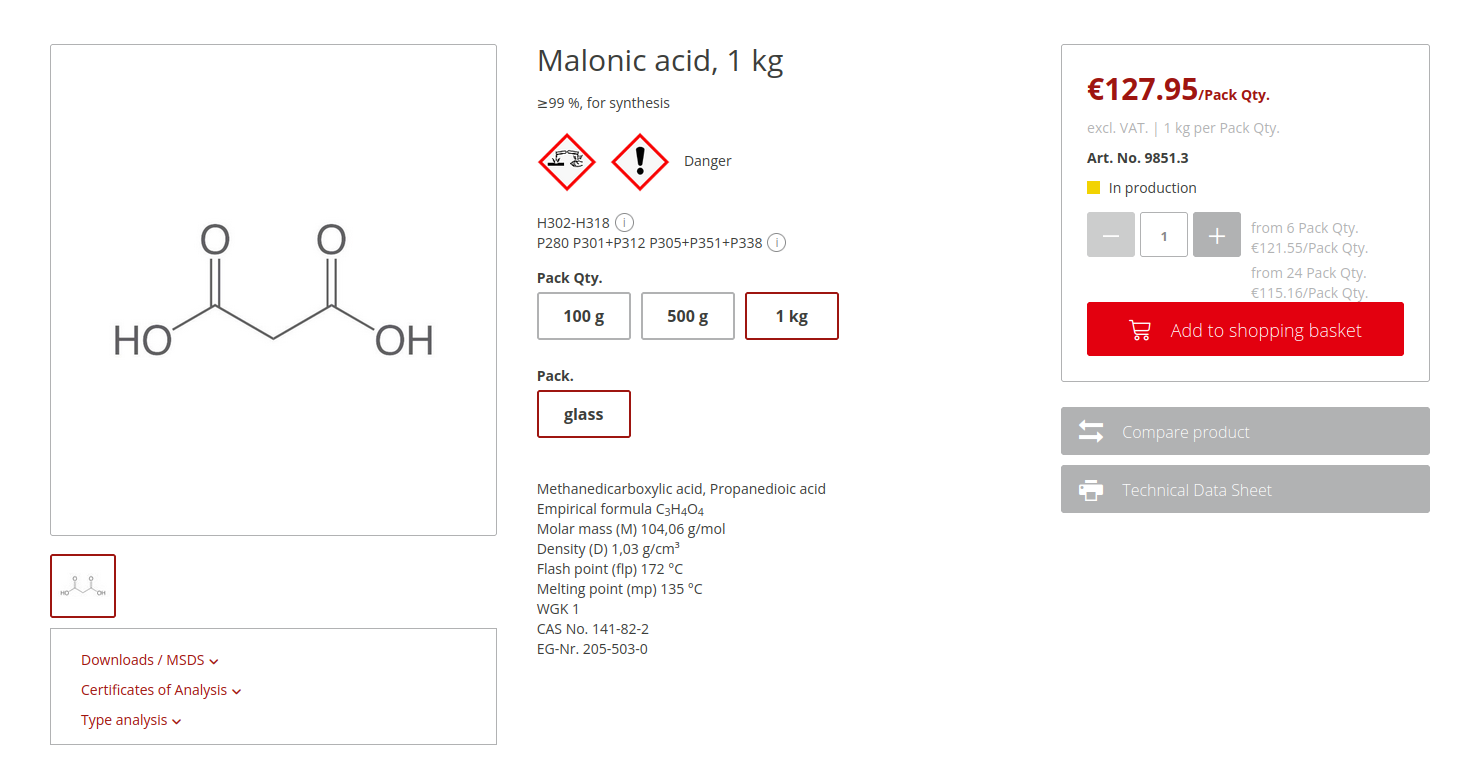 O O
HO OH
HO O O OH
Downloads / MSDS
Certificates of Analysis
Type analysis
Malonic acid, 1 kg
≥99 %, for synthesis
Danger
H302-H318 i
P280 P301+P312 P305+P351+P338 i
Pack Qty.
100 g 500 g 1 kg
Pack.
glass
Methanedicarboxylic acid, Propanedioic acid
Empirical formula C₃H₄O₄
Molar mass (M) 104,06 g/mol
Density (D) 1,03 g/cm³
Flash point (flp) 172 °C
Melting point (mp) 135 °C
WGK 1
CAS No. 141-82-2
EG-Nr. 205-503-0
€127.95/Pack Qty.
excl. VAT. | 1 kg per Pack Qty.
Art. No. 9851.3
In production
1
from 6 Pack Qty.
€121.55/Pack Qty.
from 24 Pack Qty.
€115.16/Pack Qty.
Add to shopping basket
Compare product
Technical Data Sheet